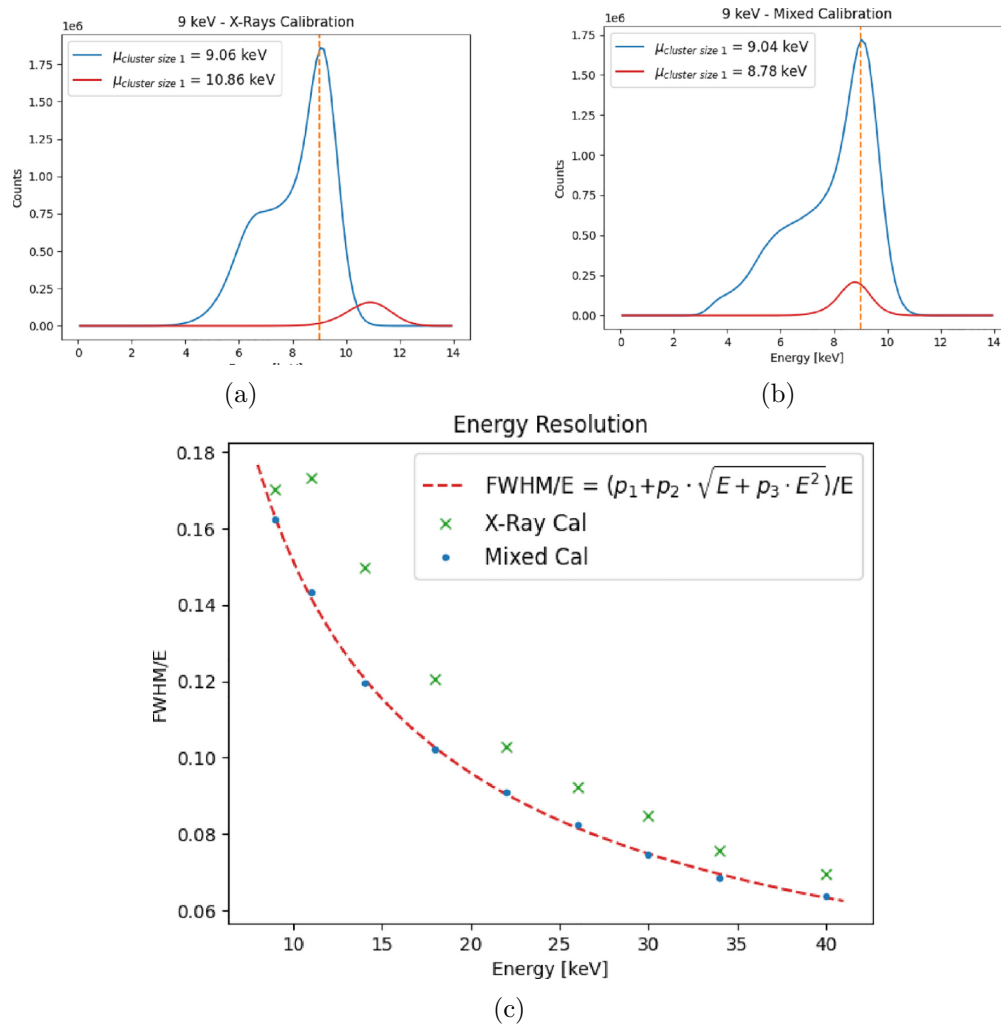 9 keV - X-Rays Calibration
1e6
μcluster size 1 = 9.06 keV
μcluster size 1 = 10.86 keV
1.75
1.50
1.25
1.00
0.75
0.50
0.25
0.00
Counts
0 2 4 6 8 10 12 14
(a)
9 keV - Mixed Calibration
1e6
μcluster size 1 = 9.04 keV
μcluster size 1 = 8.78 keV
1.75
1.50
1.25
1.00
0.75
0.50
0.25
0.00
Counts
0 2 4 6 8 10 12 14
Energy [keV]
(b)
Energy Resolution
FWHM/E = (p₁+p₂ · √E + p₃ · E²)/E
X-Ray Cal
Mixed Cal
0.18
0.16
0.14
0.12
0.10
0.08
0.06
FWHM/E
10 15 20 25 30 35 40
Energy [keV]
(c)